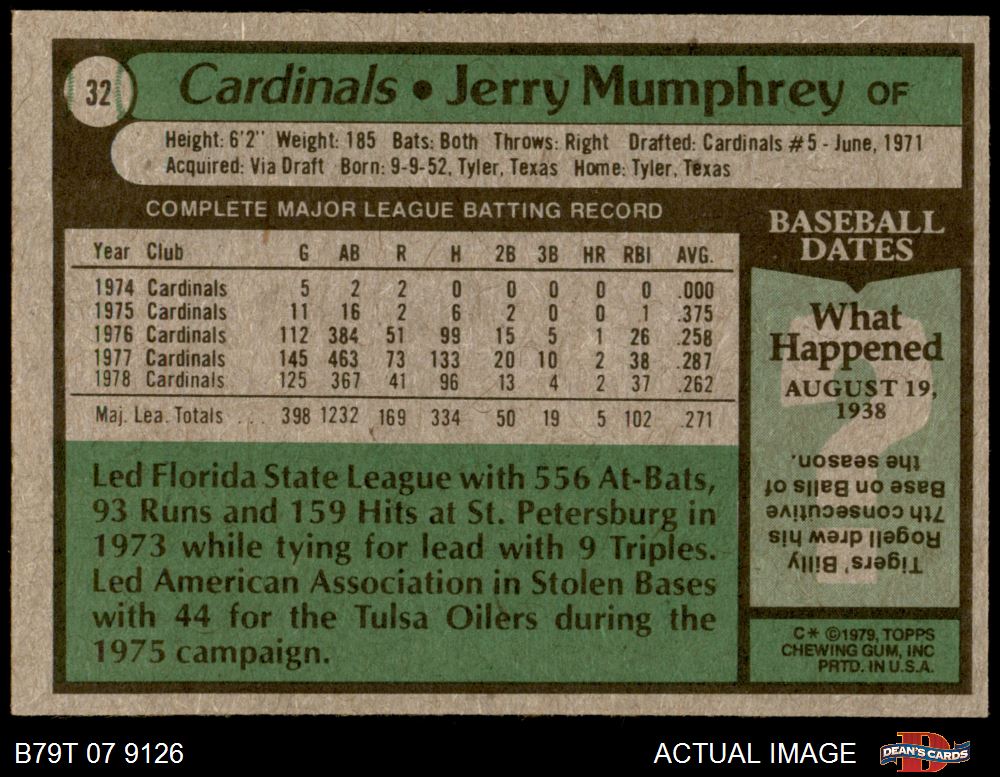 32
Cardinals • Jerry Mumphrey OF
Height: 6'2" Weight: 185 Bats: Both Throws: Right Drafted: Cardinals #5 - June, 1971
Acquired: Via Draft Born: 9-9-52, Tyler, Texas Home: Tyler, Texas
COMPLETE MAJOR LEAGUE BATTING RECORD
Year Club G AB R H 2B 3B HR RBI AVG.
1974 Cardinals 5 2 2 0 0 0 0 0 .000
1975 Cardinals 11 16 2 6 2 0 0 1 .375
1976 Cardinals 112 384 51 99 15 5 1 26 .258
1977 Cardinals 145 463 73 133 20 10 2 38 .287
1978 Cardinals 125 367 41 96 13 4 2 37 .262
Maj. Lea. Totals ... 398 1232 169 334 50 19 5 102 .271
Led Florida State League with 556 At-Bats,
93 Runs and 159 Hits at St. Petersburg in
1973 while tying for lead with 9 Triples.
Led American Association in Stolen Bases
with 44 for the Tulsa Oilers during the
1975 campaign.
BASEBALL
DATES
What
Happened
AUGUST 19,
1938
?
Tigers' Billy
Rogell drew his
7th consecutive
Base on Balls of
the season.
C* ©1979, TOPPS
CHEWING GUM, INC
PRTD. IN U.S.A.
B79T 07 9126
ACTUAL IMAGE
D
DEAN'S CARDS